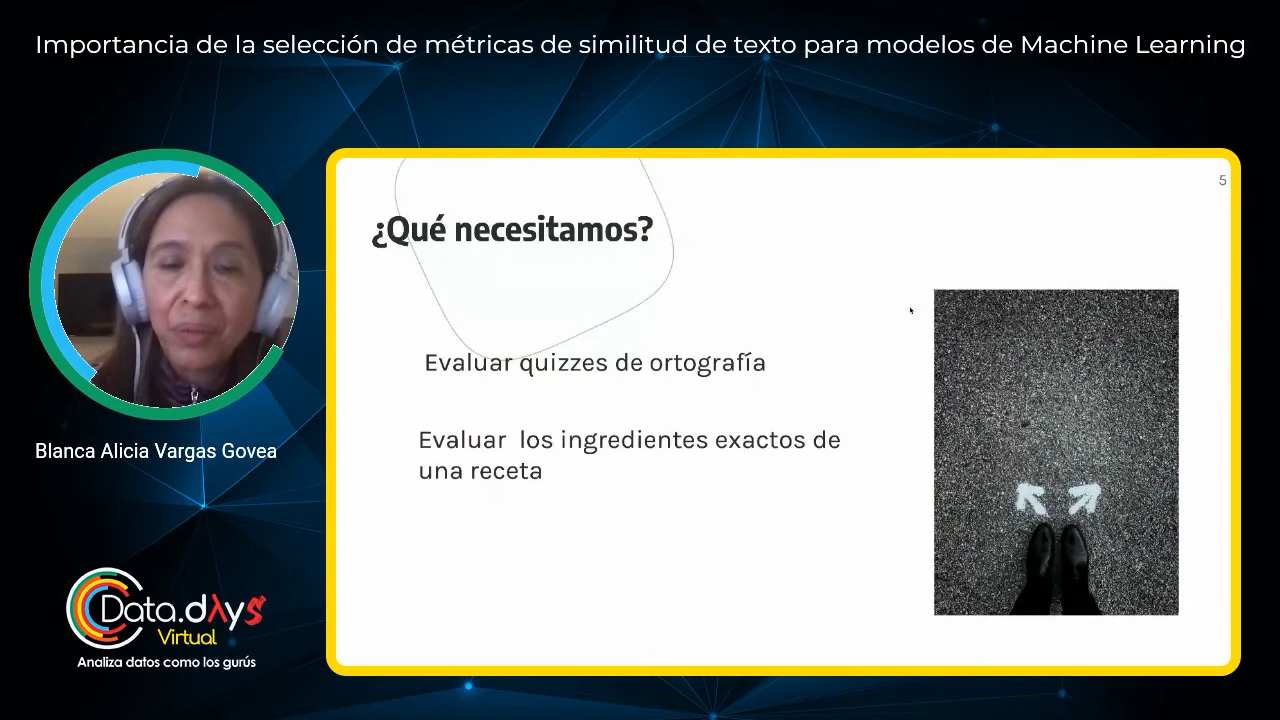 Importancia de la selección de métricas de similitud de texto para modelos de Machine Learning
5
¿Qué necesitamos?
Evaluar quizzes de ortografía
Evaluar los ingredientes exactos de
una receta
Blanca Alicia Vargas Govea
Data.dλys
Virtual
Analiza datos como los gurús